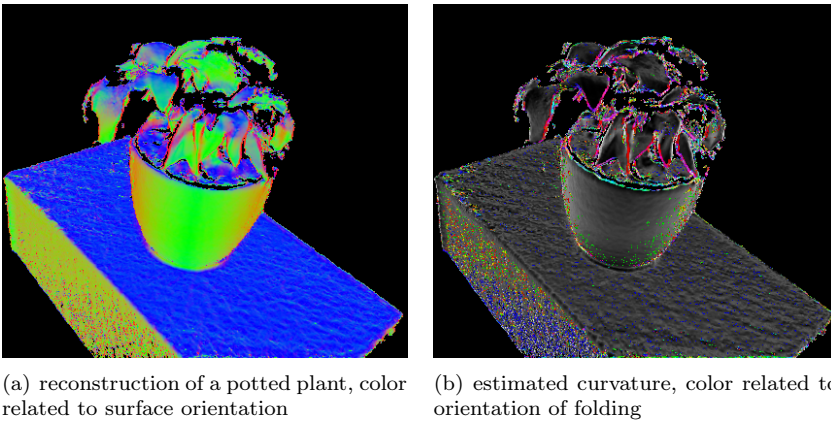 (a) reconstruction of a potted plant, color
related to surface orientation
(b) estimated curvature, color related to
orientation of folding